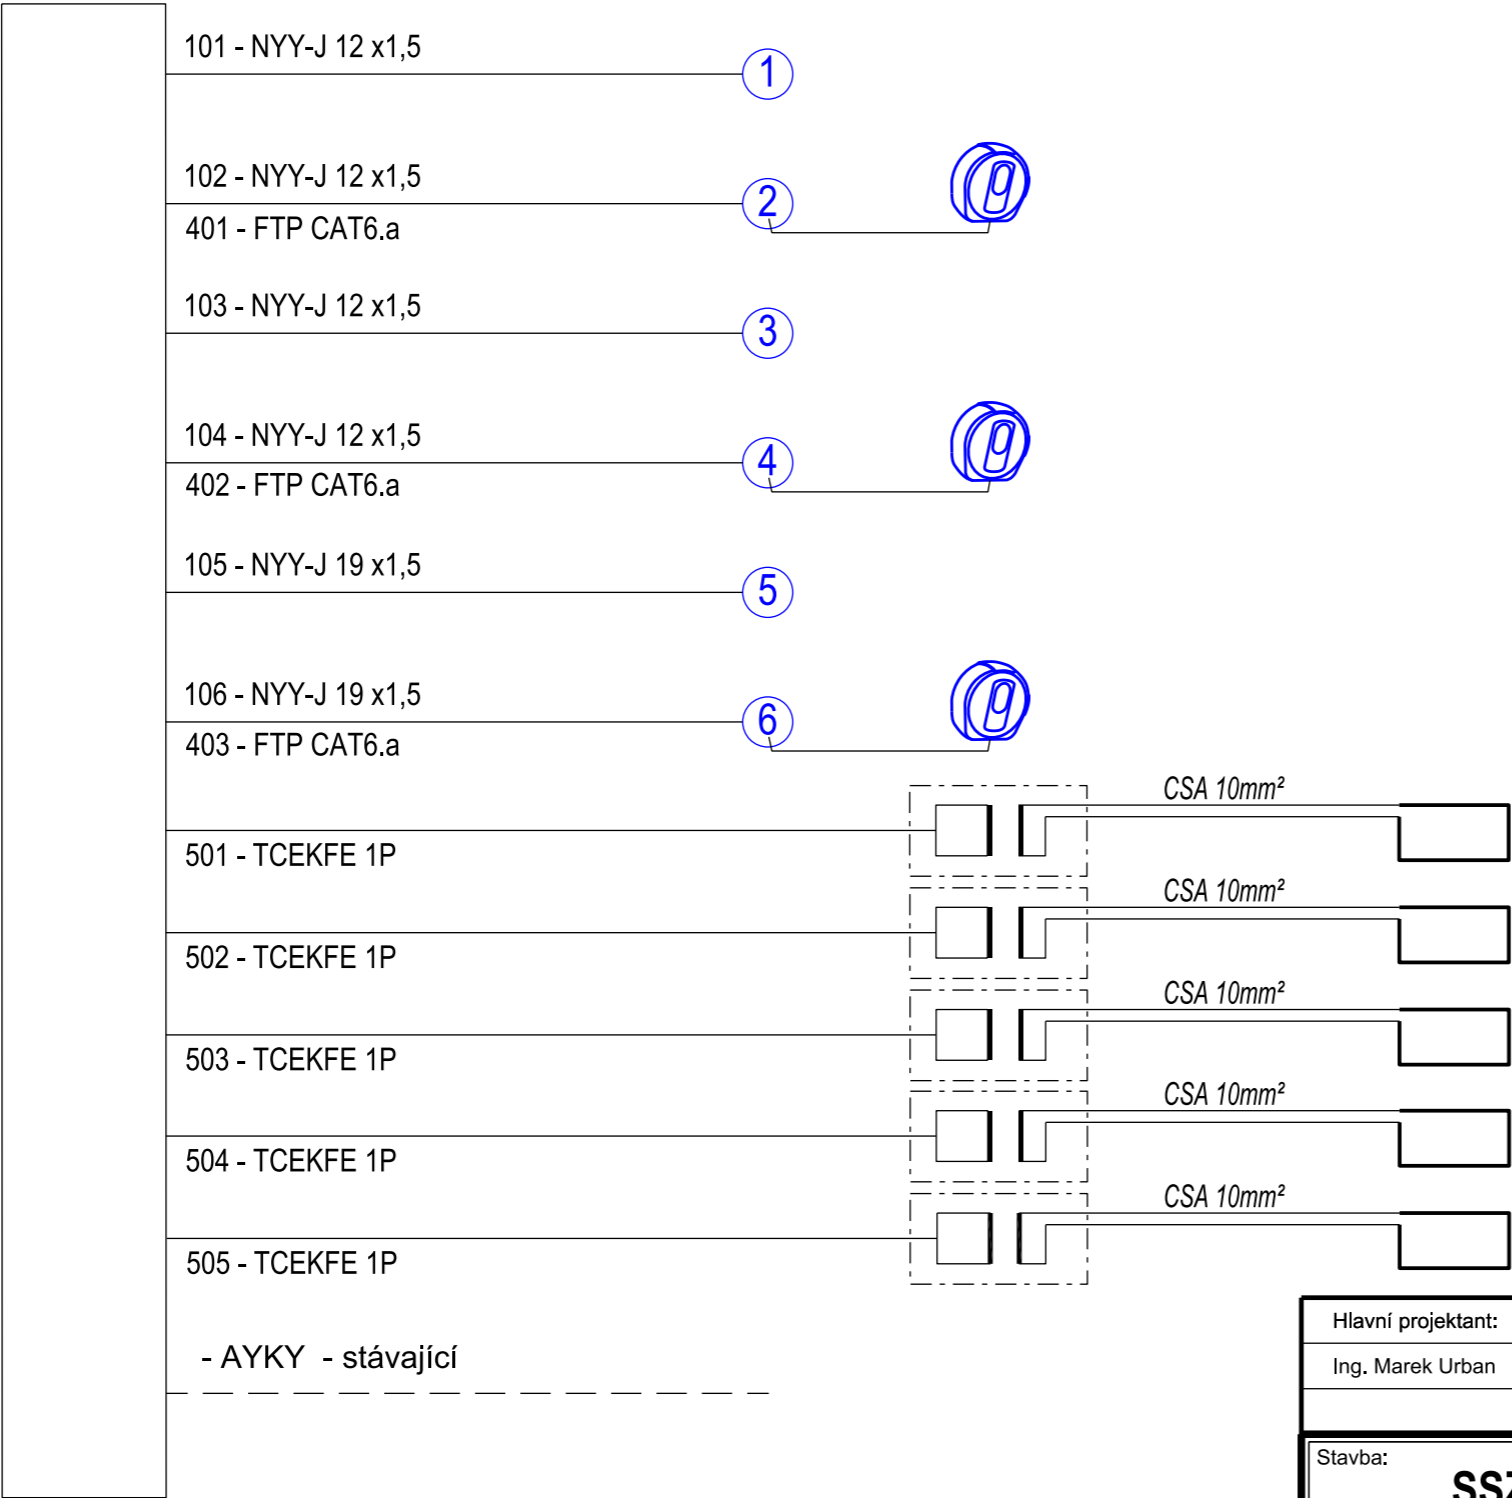 101 - NYY-J 12 x1,5
1
102 - NYY-J 12 x1,5
2
401 - FTP CAT6.a
103 - NYY-J 12 x1,5
3
104 - NYY-J 12 x1,5
4
402 - FTP CAT6.a
105 - NYY-J 19 x1,5
5
106 - NYY-J 19 x1,5
6
403 - FTP CAT6.a
CSA 10mm²
501 - TCEKFE 1P
CSA 10mm²
502 - TCEKFE 1P
CSA 10mm²
503 - TCEKFE 1P
CSA 10mm²
504 - TCEKFE 1P
CSA 10mm²
505 - TCEKFE 1P
- AYKY - stávající
Hlavní projektant:
Ing. Marek Urban
Stavba: